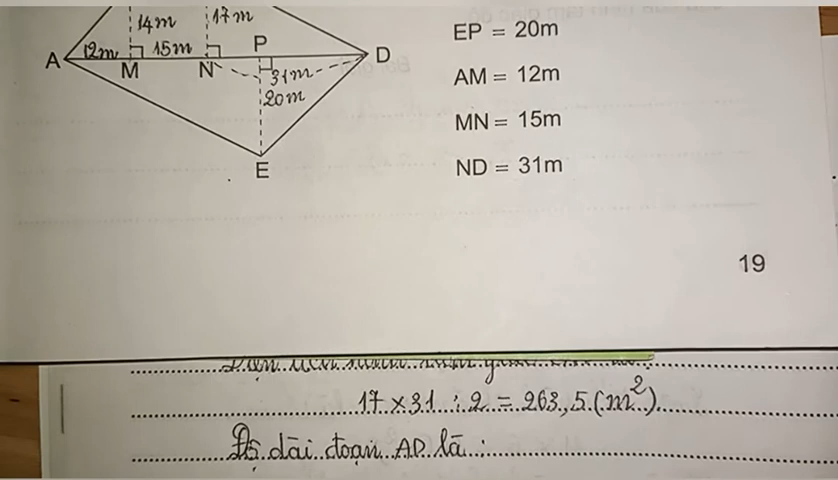 14m 17m
A 12m M 15m N P 31m D
20m
E
EP = 20m
AM = 12m
MN = 15m
ND = 31m
19
17 × 31 : 2 = 263,5 (m²)
Độ dài đoạn AD là :